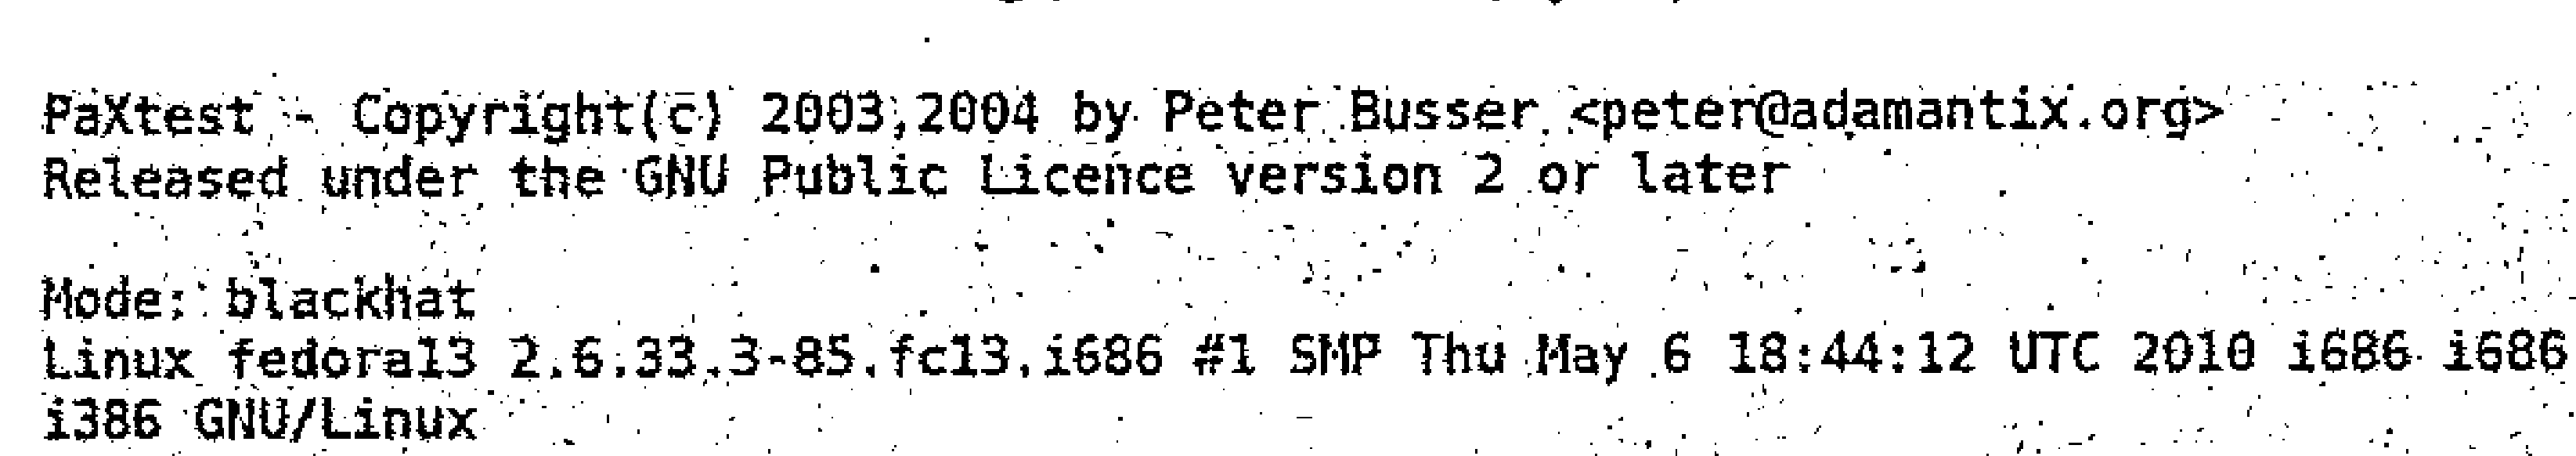 PaXtest - Copyright(c) 2003,2004 by Peter Busser <peter@adamantix.org>
Released under the GNU Public Licence version 2 or later
Mode: blackhat
Linux fedora13 2.6.33.3-85.fc13.i686 #1 SMP Thu May 6 18:44:12 UTC 2010 i686 i686
i386 GNU/Linux